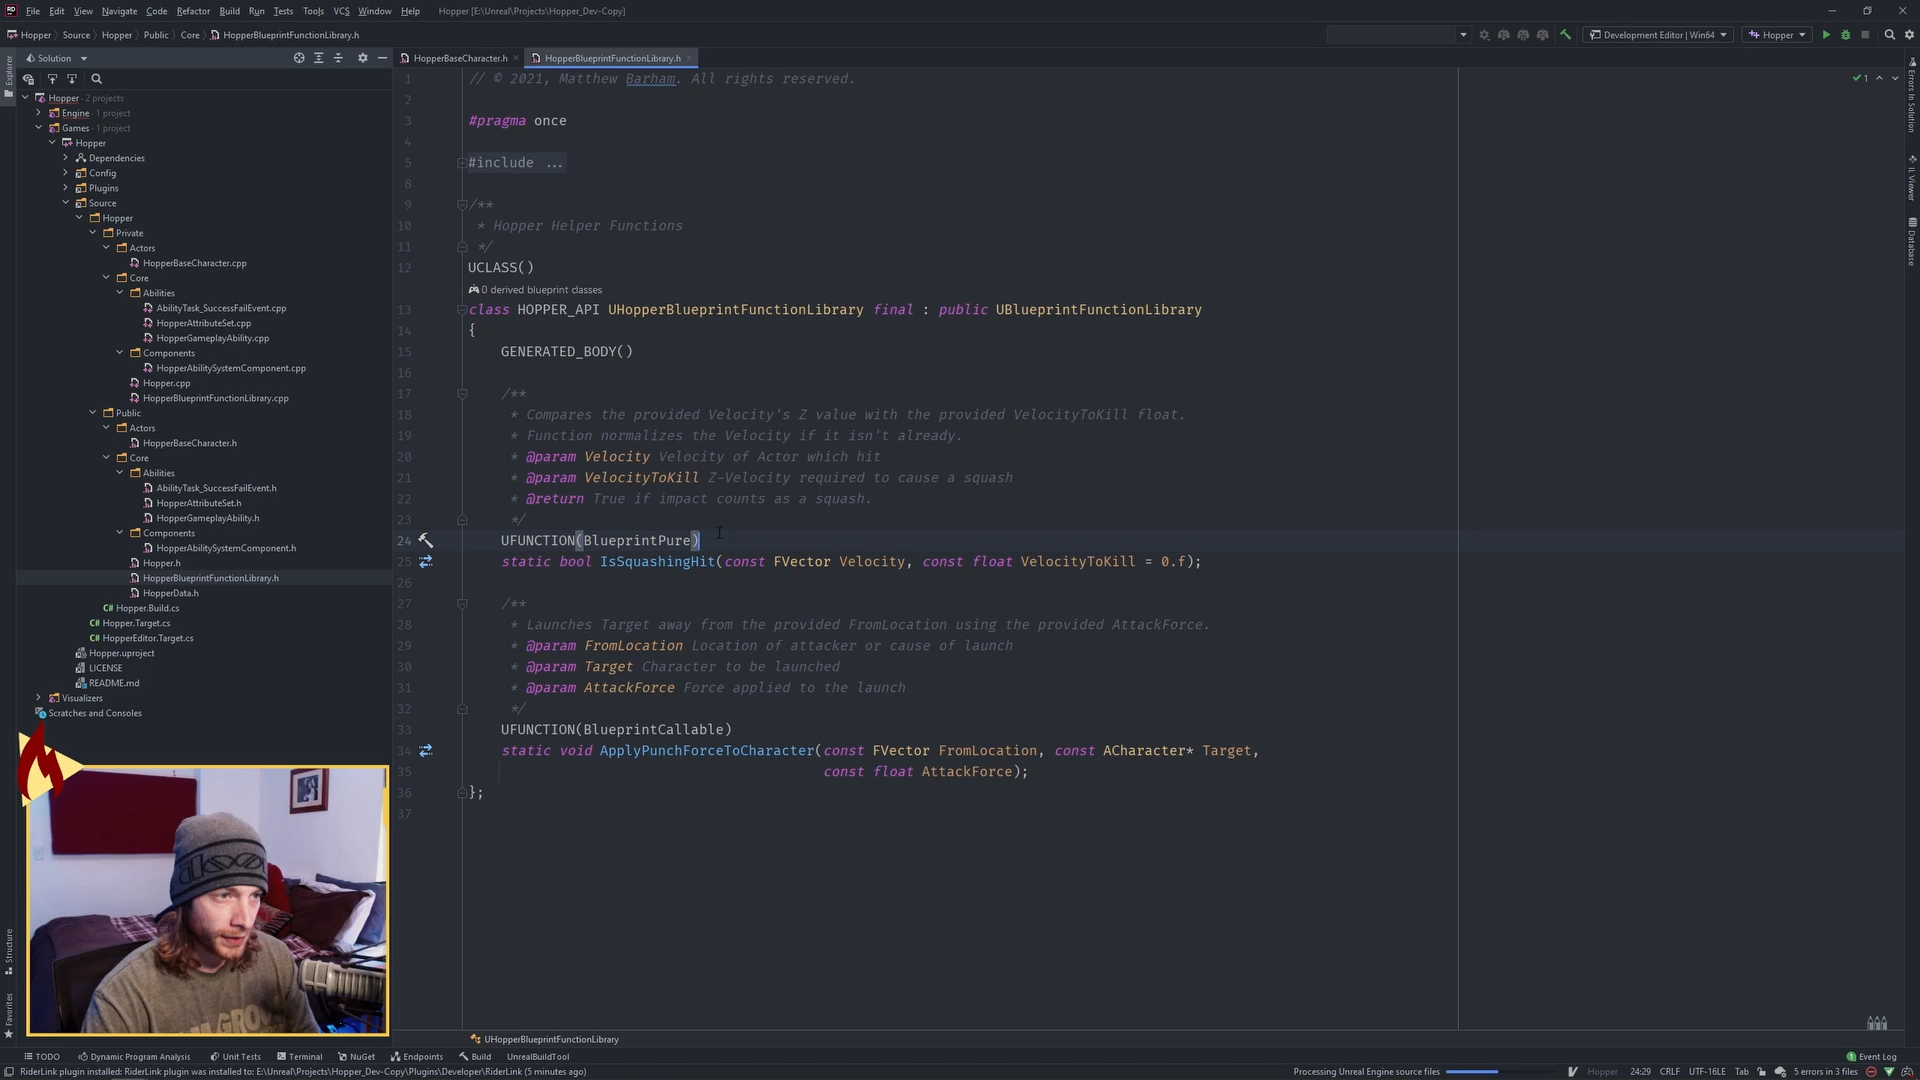 File Edit View Navigate Code Refactor Build Run Tests Tools VCS Window Help Hopper [E:\Unreal\Projects\Hopper_Dev-Copy]
Hopper Source Hopper Public Core HopperBlueprintFunctionLibrary.h
Development Editor | Win64 Hopper
Explorer
Solution
Hopper · 2 projects
Engine · 1 project
Games · 1 project
Hopper
Dependencies
Config
Plugins
Source
Hopper
Private
Actors
HopperBaseCharacter.cpp
Core
Abilities
AbilityTask_SuccessFailEvent.cpp
HopperAttributeSet.cpp
HopperGameplayAbility.cpp
Components
HopperAbilitySystemComponent.cpp
Hopper.cpp
HopperBlueprintFunctionLibrary.cpp
Public
Actors
HopperBaseCharacter.h
Core
Abilities
AbilityTask_SuccessFailEvent.h
HopperAttributeSet.h
HopperGameplayAbility.h
Components
HopperAbilitySystemComponent.h
Hopper.h
HopperBlueprintFunctionLibrary.h
HopperData.h
Hopper.Build.cs
Hopper.Target.cs
HopperEditor.Target.cs
Hopper.uproject
LICENSE
README.md
Visualizers
Scratches and Consoles
Structure
Favorites
HopperBaseCharacter.h HopperBlueprintFunctionLibrary.h
1 // © 2021, Matthew Barham. All rights reserved.
2
3 #pragma once
4
5 #include ...
8
9 /**
10 * Hopper Helper Functions
11 */
12 UCLASS()
0 derived blueprint classes
13 class HOPPER_API UHopperBlueprintFunctionLibrary final : public UBlueprintFunctionLibrary
14 {
15 GENERATED_BODY()
16
17 /**
18 * Compares the provided Velocity's Z value with the provided VelocityToKill float.
19 * Function normalizes the Velocity if it isn't already.
20 * @param Velocity Velocity of Actor which hit
21 * @param VelocityToKill Z-Velocity required to cause a squash
22 * @return True if impact counts as a squash.
23 */
24 UFUNCTION(BlueprintPure)
25 static bool IsSquashingHit(const FVector Velocity, const float VelocityToKill = 0.f);
26
27 /**
28 * Launches Target away from the provided FromLocation using the provided AttackForce.
29 * @param FromLocation Location of attacker or cause of launch
30 * @param Target Character to be launched
31 * @param AttackForce Force applied to the launch
32 */
33 UFUNCTION(BlueprintCallable)
34 static void ApplyPunchForceToCharacter(const FVector FromLocation, const ACharacter* Target,
35 const float AttackForce);
36 };
37
1
Errors In Solution
IL Viewer
Database
UHopperBlueprintFunctionLibrary
TODO Dynamic Program Analysis Unit Tests Terminal NuGet Endpoints Build UnrealBuildTool 1 Event Log
RiderLink plugin installed: RiderLink plugin was installed to: E:\Unreal\Projects\Hopper_Dev-Copy\Plugins\Developer\RiderLink (5 minutes ago) Processing Unreal Engine source files Hopper 24:29 CRLF UTF-16LE Tab 5 errors in 3 files